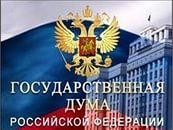 ГОСУДАРСТВЕННАЯ
ДУМА
РОССИЙСКОЙ ФЕДЕРАЦИИ